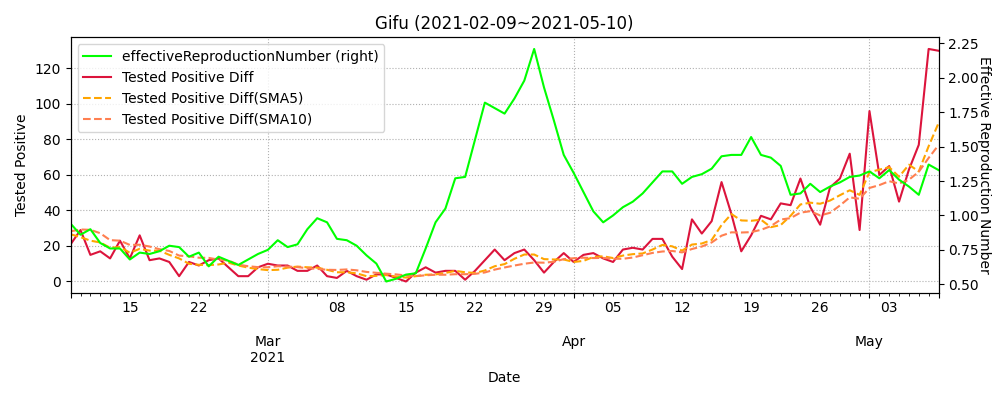 Gifu (2021-02-09~2021-05-10)
effectiveReproductionNumber (right)
Tested Positive Diff
Tested Positive Diff(SMA5)
Tested Positive Diff(SMA10)
Tested Positive
120
100
80
60
40
20
0
2.25
2.00
1.75
1.50
1.25
1.00
0.75
0.50
Effective Reproduction Number
15 22 08 15 22 29 05 12 19 26 03
Mar Apr May
2021
Date